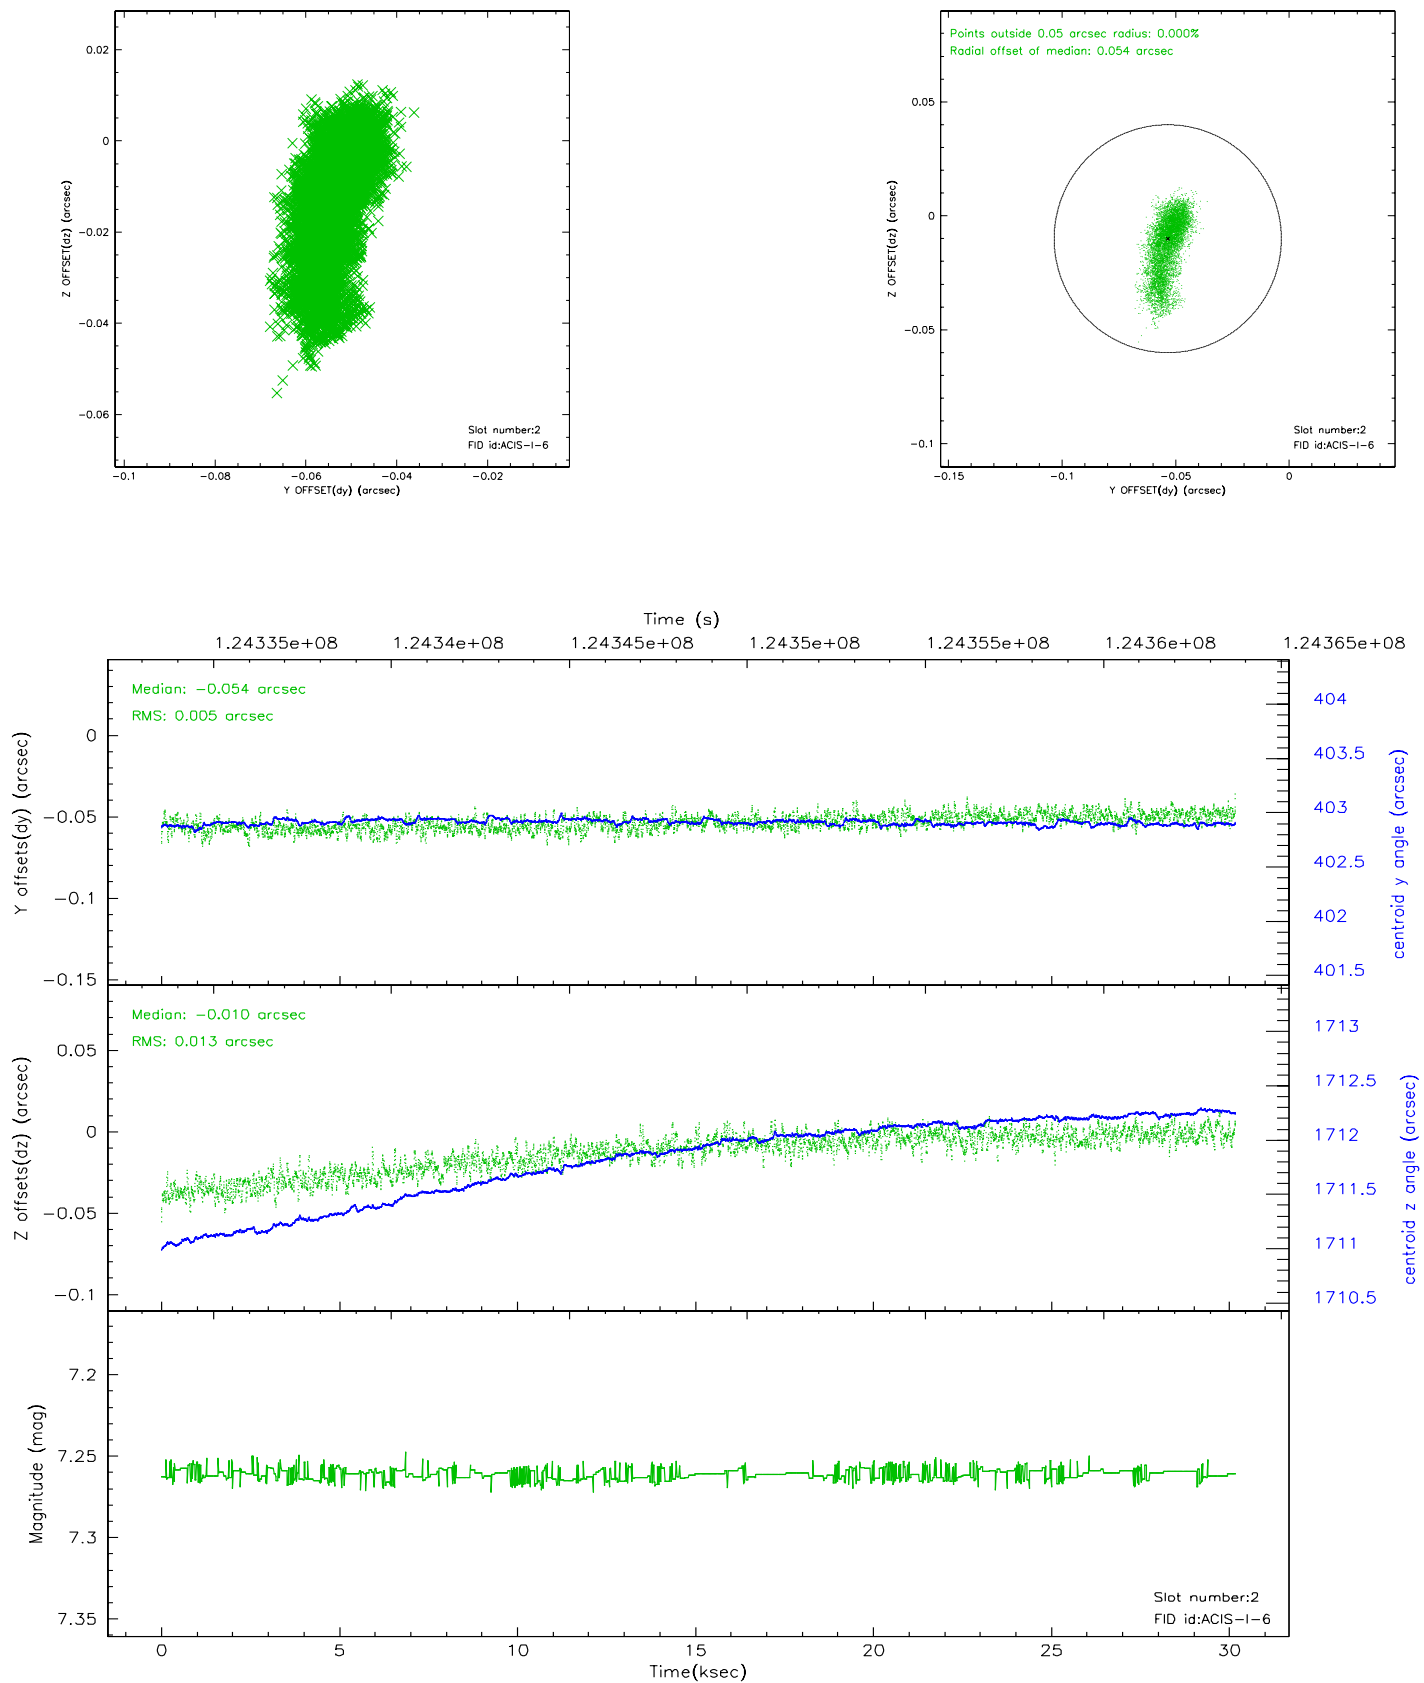 0.02
0
-0.02
-0.04
-0.06
Z OFFSET(dz) (arcsec)
-0.1
-0.08
-0.06
-0.04
-0.02
Y OFFSET(dy) (arcsec)
Slot number:2
FID id:ACIS-I-6
Points outside 0.05 arcsec radius: 0.000%
Radial offset of median: 0.054 arcsec
0.05
0
-0.05
-0.1
Z OFFSET(dz) (arcsec)
-0.15
-0.1
-0.05
0
Y OFFSET(dy) (arcsec)
Slot number:2
FID id:ACIS-I-6
Time (s)
1.24335e+08
1.2434e+08
1.24345e+08
1.2435e+08
1.24355e+08
1.2436e+08
1.24365e+08
Median: -0.054 arcsec
RMS: 0.005 arcsec
0
-0.05
-0.1
-0.15
Y offsets(dy) (arcsec)
404
403.5
403
402.5
402
401.5
centroid y angle (arcsec)
Median: -0.010 arcsec
RMS: 0.013 arcsec
0.05
0
-0.05
-0.1
Z offsets(dz) (arcsec)
1713
1712.5
1712
1711.5
1711
1710.5
centroid z angle (arcsec)
7.2
7.25
7.3
7.35
Magnitude (mag)
Slot number:2
FID id:ACIS-I-6
0
5
10
15
20
25
30
Time(ksec)